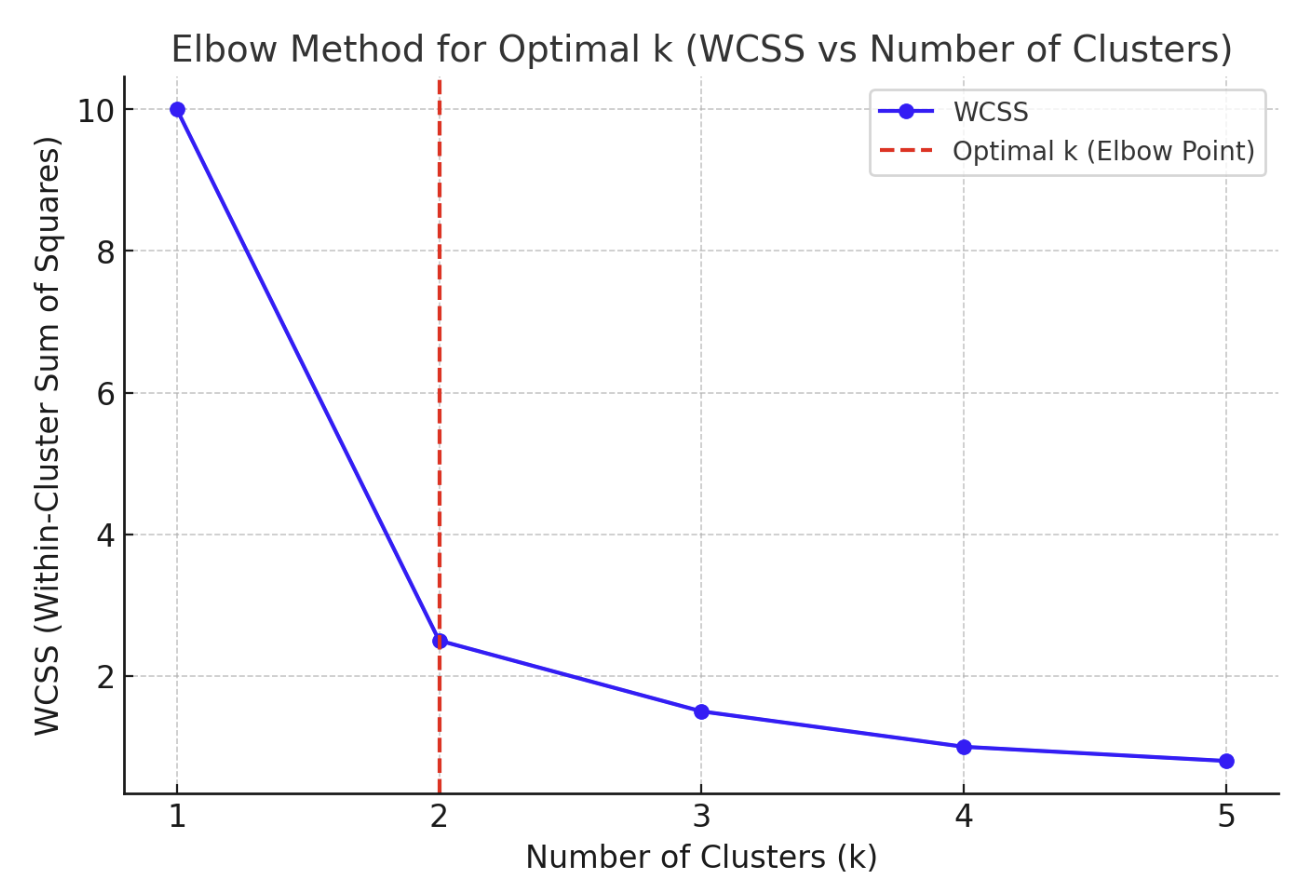 Elbow Method for Optimal k (WCSS vs Number of Clusters)
WCSS
Optimal k (Elbow Point)
WCSS (Within-Cluster Sum of Squares)
10
8
6
4
2
1 2 3 4 5
Number of Clusters (k)